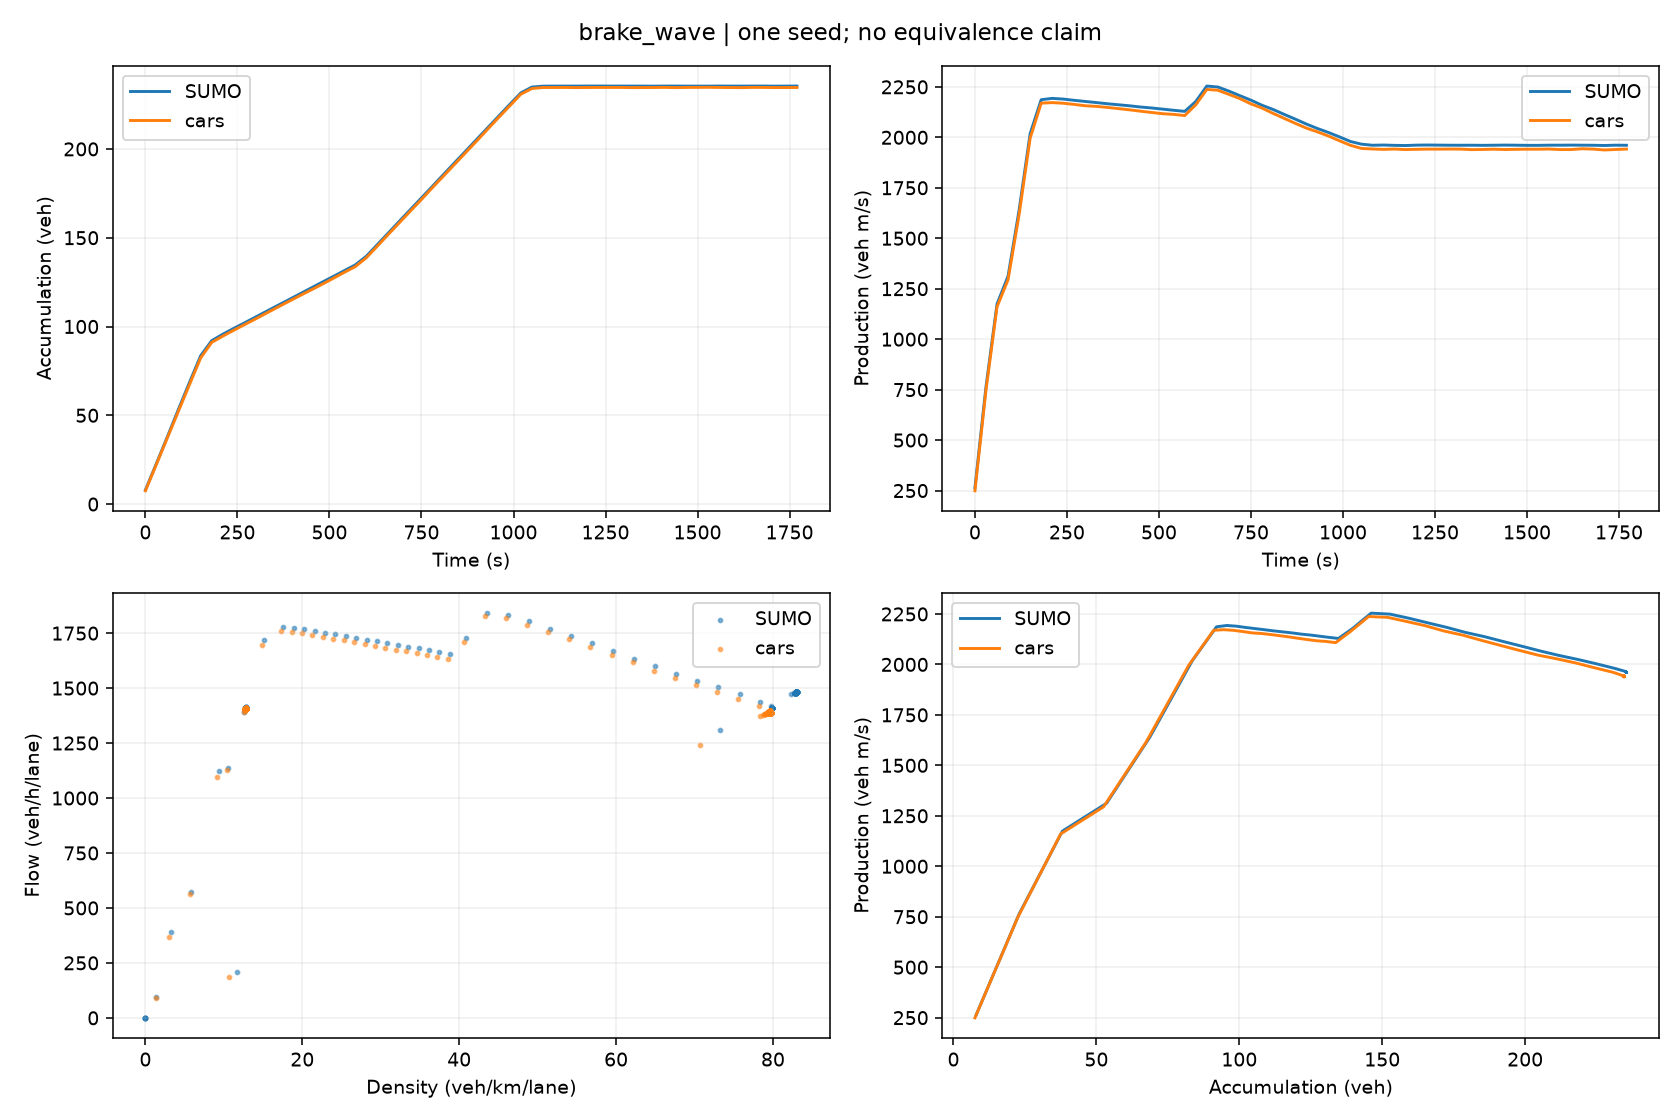 brake_wave | one seed; no equivalence claim
SUMO
cars
Accumulation (veh)
200
150
100
50
0
0 250 500 750 1000 1250 1500 1750
Time (s)
SUMO
cars
Production (veh m/s)
2250
2000
1750
1500
1250
1000
750
500
250
0 250 500 750 1000 1250 1500 1750
Time (s)
SUMO
cars
Flow (veh/h/lane)
1750
1500
1250
1000
750
500
250
0
0 20 40 60 80
Density (veh/km/lane)
SUMO
cars
Production (veh m/s)
2250
2000
1750
1500
1250
1000
750
500
250
0 50 100 150 200
Accumulation (veh)